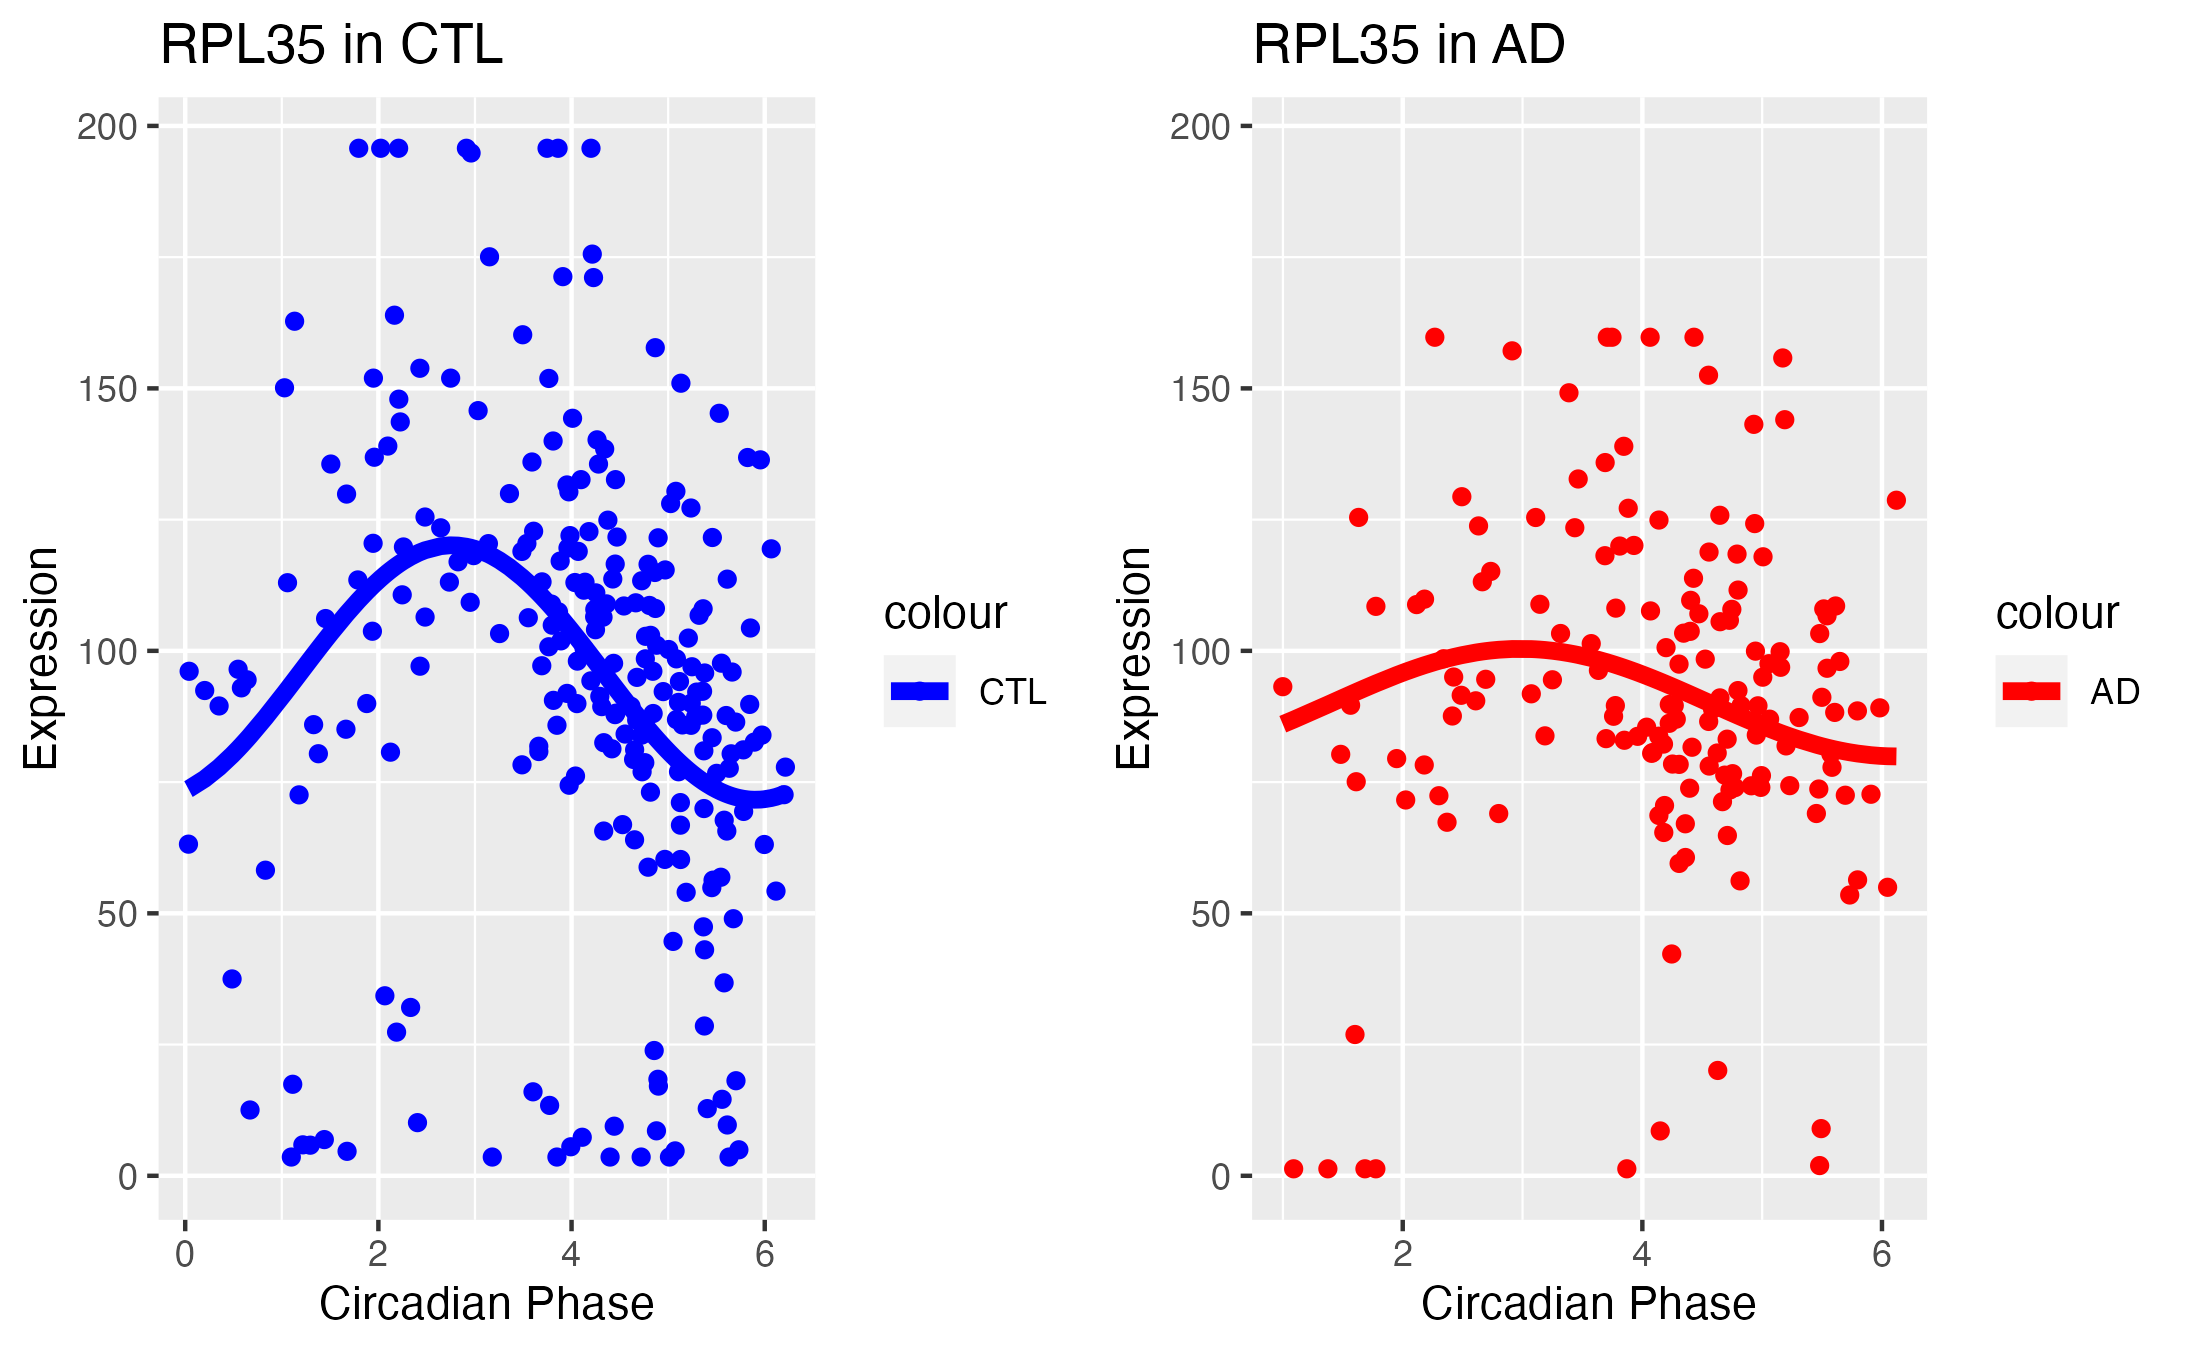 RPL35 in CTL
200
150
100
50
0
Expression
0 2 4 6
Circadian Phase
colour
CTL
RPL35 in AD
200
150
100
50
0
Expression
2 4 6
Circadian Phase
colour
AD